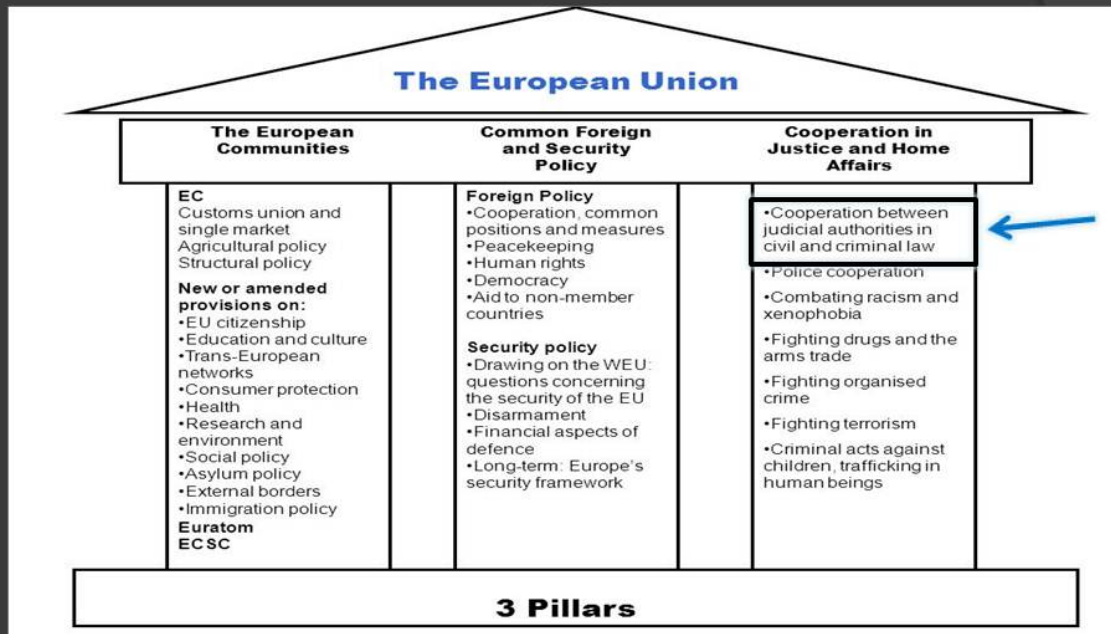 The European Union
The European
Communities
Common Foreign
and Security
Policy
Cooperation in
Justice and Home
Affairs
EC
Customs union and
single market
Agricultural policy
Structural policy
New or amended
provisions on:
•EU citizenship
•Education and culture
•Trans-European
networks
•Consumer protection
•Health
•Research and
environment
•Social policy
•Asylum policy
•External borders
•Immigration policy
Euratom
ECSC
Foreign Policy
•Cooperation, common
positions and measures
•Peacekeeping
•Human rights
•Democracy
•Aid to non-member
countries
Security policy
•Drawing on the WEU:
questions concerning
the security of the EU
•Disarmament
•Financial aspects of
defence
•Long-term: Europe's
security framework
•Cooperation between
judicial authorities in
civil and criminal law
•Police cooperation
•Combating racism and
xenophobia
•Fighting drugs and the
arms trade
•Fighting organised
crime
•Fighting terrorism
•Criminal acts against
children, trafficking in
human beings
3 Pillars